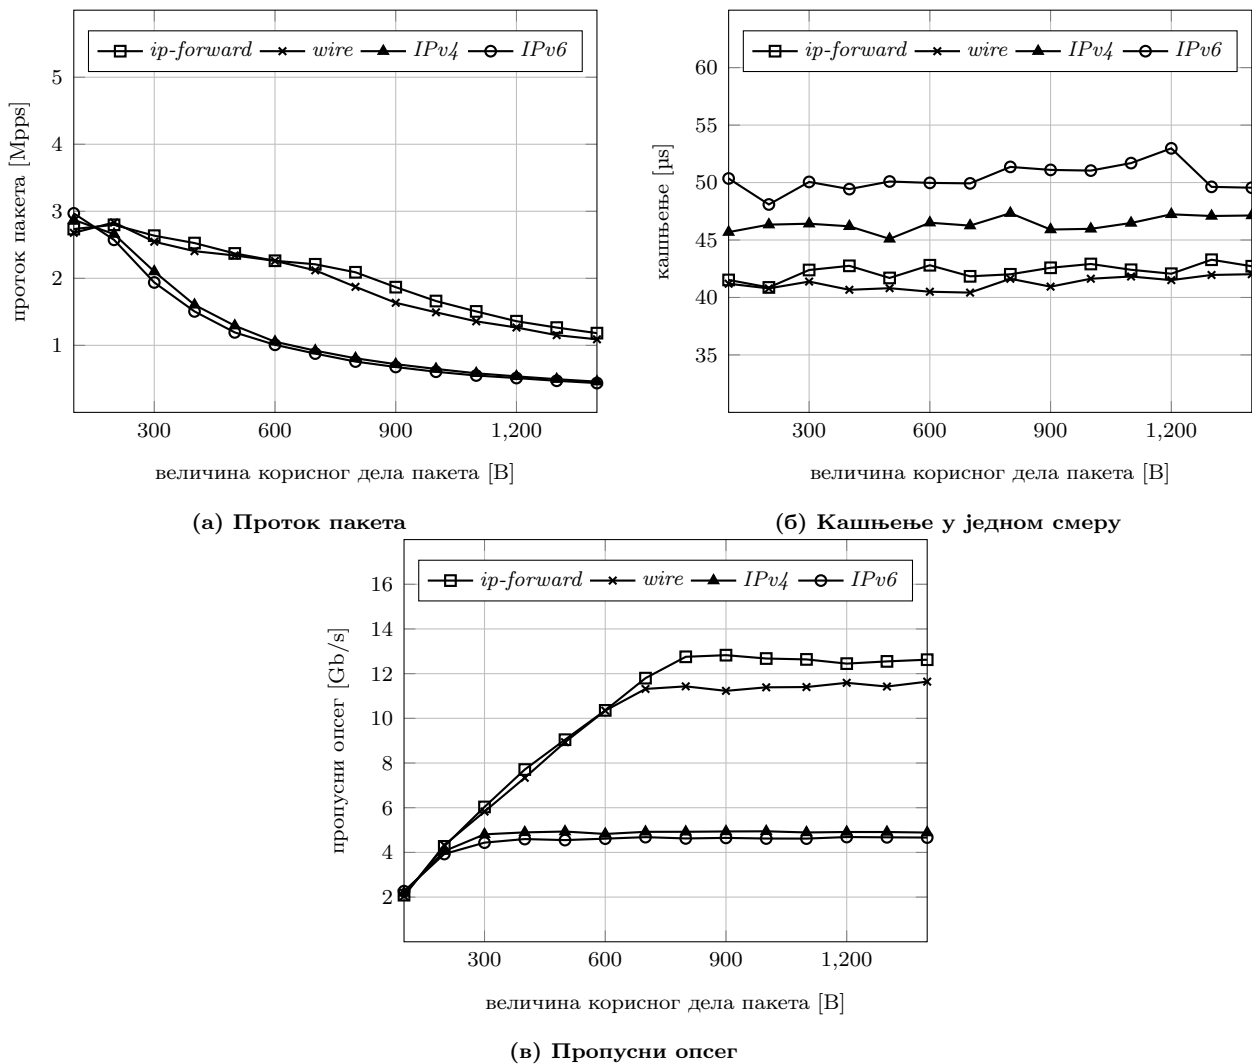 ip-forward wire IPv4 IPv6
5
4
3
2
1
300 600 900 1,200
проток пакета [Mpps]
величина корисног дела пакета [B]
(а) Проток пакета
ip-forward wire IPv4 IPv6
60
55
50
45
40
35
300 600 900 1,200
кашњење [µs]
величина корисног дела пакета [B]
(б) Кашњење у једном смеру
ip-forward wire IPv4 IPv6
16
14
12
10
8
6
4
2
300 600 900 1,200
пропусни опсег [Gb/s]
величина корисног дела пакета [B]
(в) Пропусни опсег